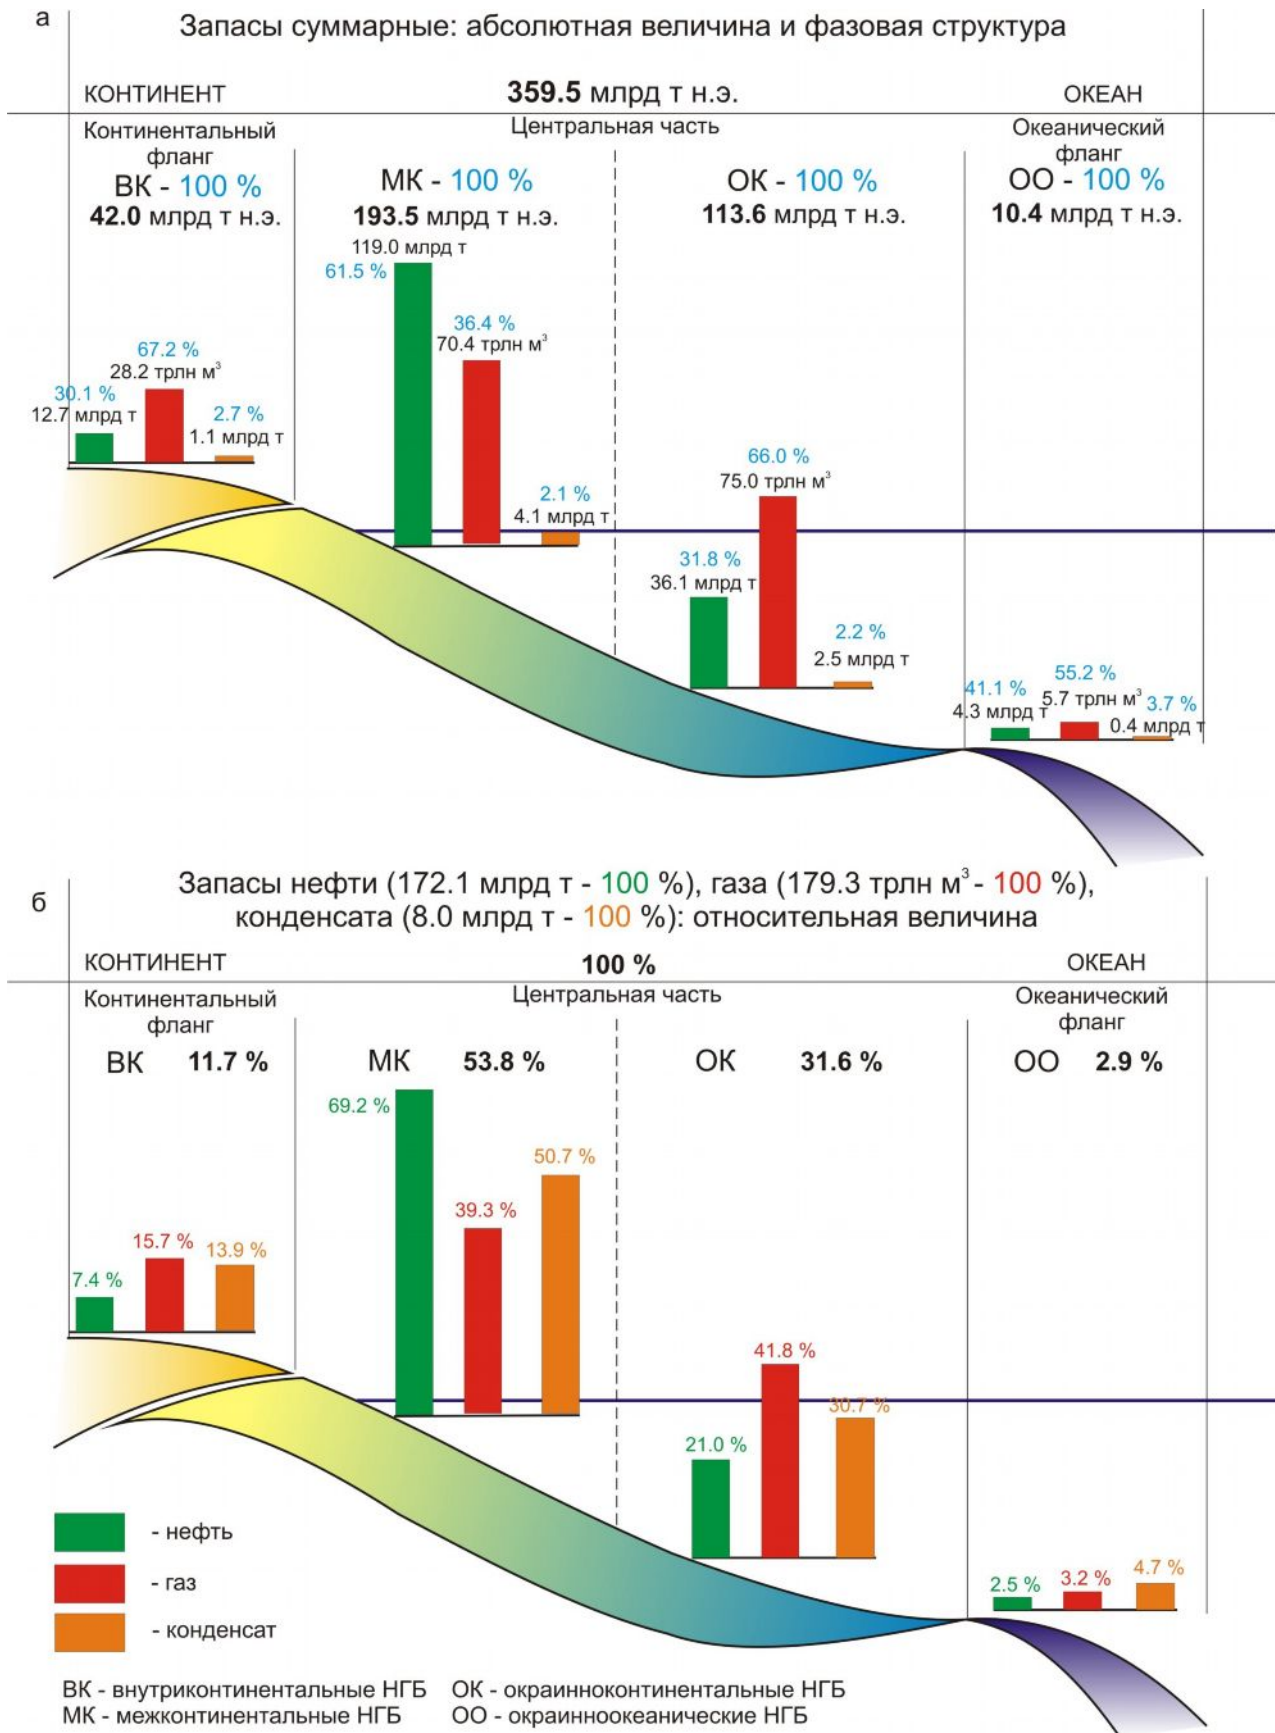 а
Запасы суммарные: абсолютная величина и фазовая структура
КОНТИНЕНТ
359.5 млрд т н.э.
ОКЕАН
Континентальный
фланг
Центральная часть
Океанический
фланг
ВК - 100 %
42.0 млрд т н.э.
МК - 100 %
193.5 млрд т н.э.
ОК - 100 %
113.6 млрд т н.э.
ОО - 100 %
10.4 млрд т н.э.
30.1 %
12.7 млрд т
67.2 %
28.2 трлн м³
2.7 %
1.1 млрд т
119.0 млрд т
61.5 %
36.4 %
70.4 трлн м³
2.1 %
4.1 млрд т
31.8 %
36.1 млрд т
66.0 %
75.0 трлн м³
2.2 %
2.5 млрд т
41.1 %
4.3 млрд т
55.2 %
5.7 трлн м³
3.7 %
0.4 млрд т
б
Запасы нефти (172.1 млрд т - 100 %), газа (179.3 трлн м³ - 100 %),
конденсата (8.0 млрд т - 100 %): относительная величина
КОНТИНЕНТ
100 %
ОКЕАН
Континентальный
фланг
Центральная часть
Океанический
фланг
ВК 11.7 %
МК 53.8 %
ОК 31.6 %
ОО 2.9 %
7.4 %
15.7 %
13.9 %
69.2 %
39.3 %
50.7 %
21.0 %
41.8 %
30.7 %
2.5 %
3.2 %
4.7 %
- нефть
- газ
- конденсат
ВК - внутриконтинентальные НГБ
ОК - окраинноконтинентальные НГБ
МК - межконтинентальные НГБ
ОО - окраинноокеанические НГБ